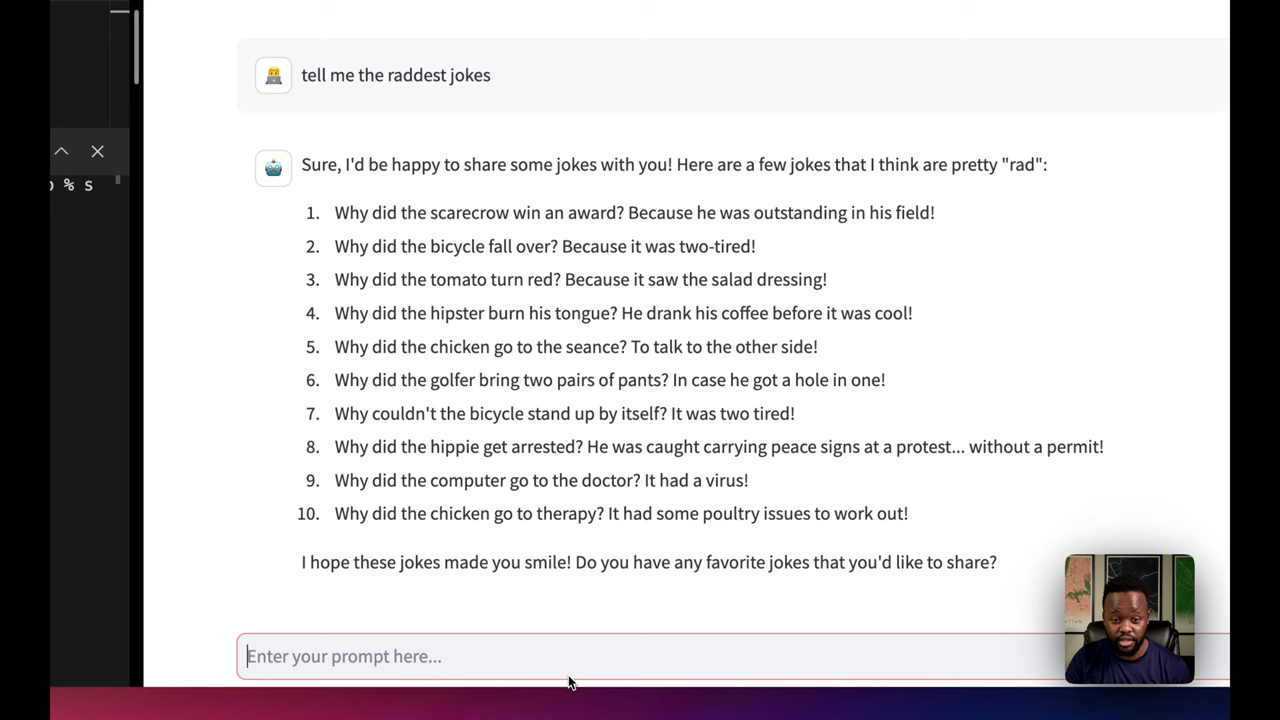 tell me the raddest jokes
% s
Sure, I'd be happy to share some jokes with you! Here are a few jokes that I think are pretty "rad":
1. Why did the scarecrow win an award? Because he was outstanding in his field!
2. Why did the bicycle fall over? Because it was two-tired!
3. Why did the tomato turn red? Because it saw the salad dressing!
4. Why did the hipster burn his tongue? He drank his coffee before it was cool!
5. Why did the chicken go to the seance? To talk to the other side!
6. Why did the golfer bring two pairs of pants? In case he got a hole in one!
7. Why couldn't the bicycle stand up by itself? It was two tired!
8. Why did the hippie get arrested? He was caught carrying peace signs at a protest... without a permit!
9. Why did the computer go to the doctor? It had a virus!
10. Why did the chicken go to therapy? It had some poultry issues to work out!
I hope these jokes made you smile! Do you have any favorite jokes that you'd like to share?
Enter your prompt here...